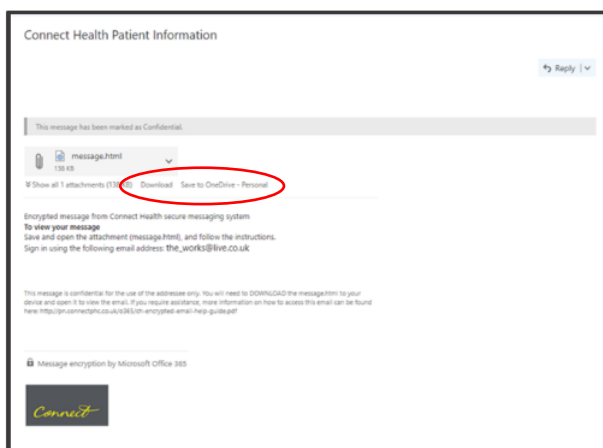 Connect Health Patient Information
Reply
This message has been marked as Confidential.
message.html
138 KB
Show all 1 attachments (138 KB) Download Save to OneDrive - Personal
Encrypted message from Connect Health secure messaging system
To view your message
Save and open the attachment (message.html), and follow the instructions.
Sign in using the following email address: the_works@live.co.uk
This message is confidential for the use of the addressee only. You will need to DOWNLOAD the message.html to your
device and open it to view the email. If you require assistance, more information on how to access this email can be found
here: http://pn.connectphc.co.uk/o365/ch-encrypted-email-help-guide.pdf
Message encryption by Microsoft Office 365
Connect